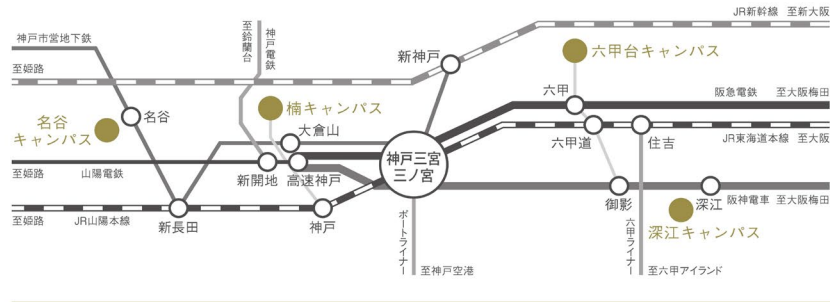 JR新幹線 至新大阪
神戸市営地下鉄
至鈴蘭台
神戸電鉄
新神戸
六甲台キャンパス
至姫路
六甲
阪急電鉄 至大阪梅田
名谷
キャンパス
名谷
楠キャンパス
大倉山
神戸三宮
三ノ宮
六甲道
住吉
JR東海道本線 至大阪
至姫路
山陽電鉄
新開地
高速神戸
御影
深江
阪神電車 至大阪梅田
至姫路
JR山陽本線
新長田
神戸
ポートライナー
至神戸空港
六甲ライナー
至六甲アイランド
深江キャンパス